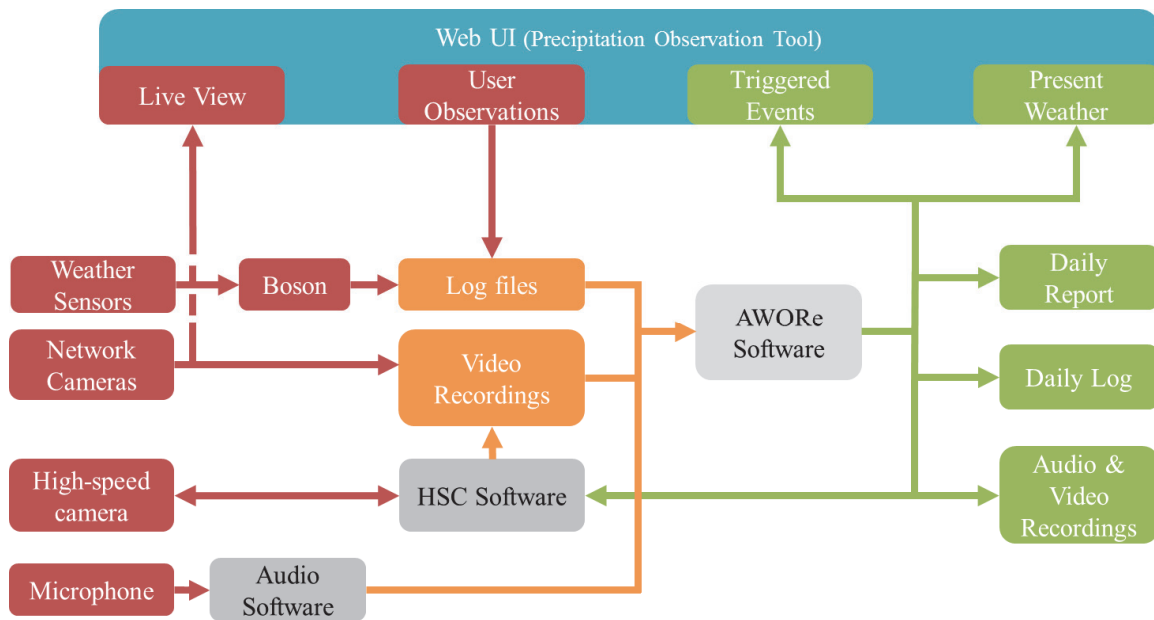 Web UI (Precipitation Observation Tool)
Live View
User
Observations
Triggered
Events
Present
Weather
Weather
Sensors
Boson
Log files
Network
Cameras
Video
Recordings
AWORe
Software
Daily
Report
Daily Log
High-speed
camera
HSC Software
Audio &
Video
Recordings
Microphone
Audio
Software